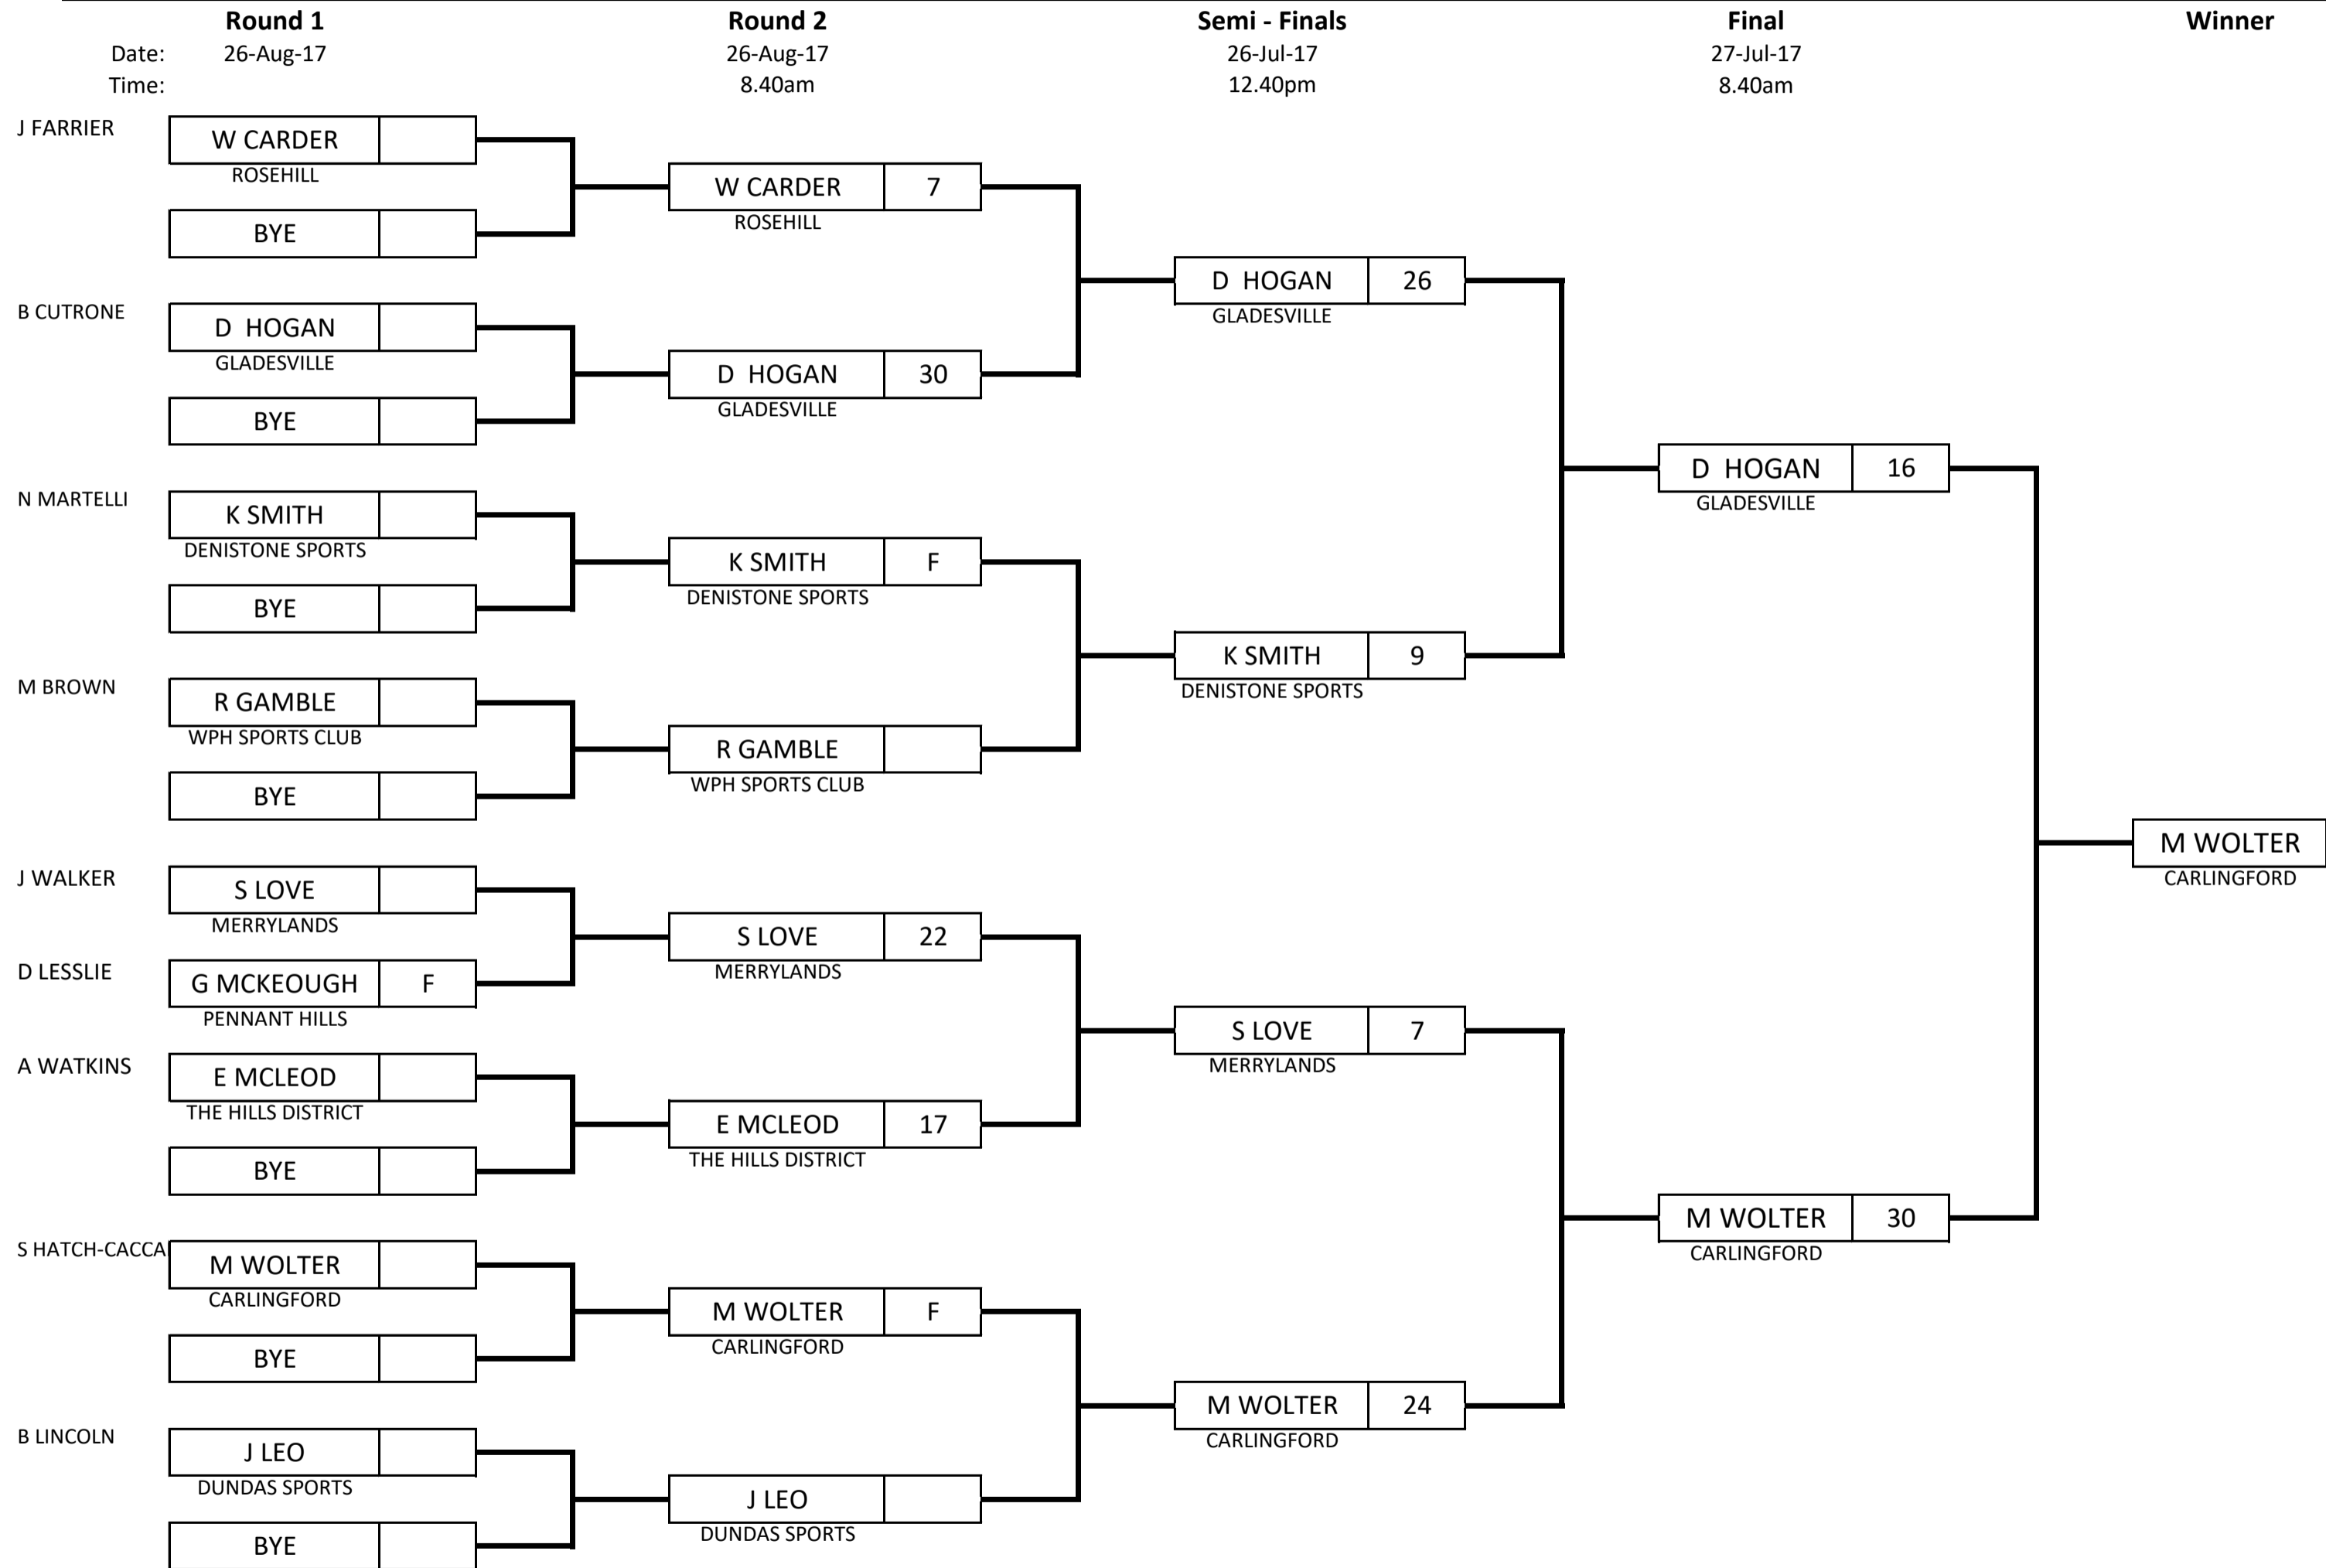 Round 1 Round 2 Semi - Finals Final Winner
Date: 26-Aug-17 26-Aug-17 26-Jul-17 27-Jul-17
Time: 8.40am 12.40pm 8.40am
J FARRIER
W CARDER
ROSEHILL
W CARDER 7
ROSEHILL
BYE
D HOGAN 26
GLADESVILLE
B CUTRONE
D HOGAN
GLADESVILLE
D HOGAN 30
GLADESVILLE
BYE
D HOGAN 16
GLADESVILLE
N MARTELLI
K SMITH
DENISTONE SPORTS
K SMITH F
DENISTONE SPORTS
BYE
K SMITH 9
DENISTONE SPORTS
M BROWN
R GAMBLE
WPH SPORTS CLUB
R GAMBLE
WPH SPORTS CLUB
BYE
M WOLTER
CARLINGFORD
J WALKER
S LOVE
MERRYLANDS
S LOVE 22
MERRYLANDS
D LESSLIE
G MCKEOUGH F
PENNANT HILLS
S LOVE 7
MERRYLANDS
A WATKINS
E MCLEOD
THE HILLS DISTRICT
E MCLEOD 17
THE HILLS DISTRICT
BYE
M WOLTER 30
CARLINGFORD
S HATCH-CACCA
M WOLTER
CARLINGFORD
M WOLTER F
CARLINGFORD
BYE
M WOLTER 24
CARLINGFORD
B LINCOLN
J LEO
DUNDAS SPORTS
J LEO
DUNDAS SPORTS
BYE